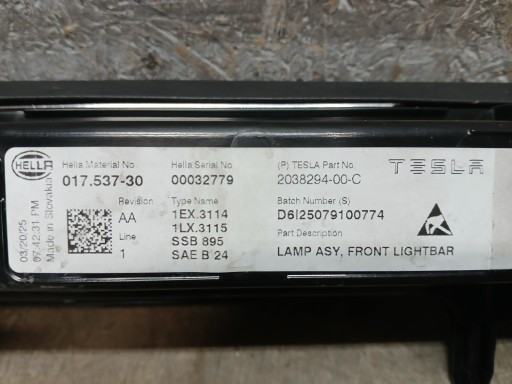 HELLA
03/20/25
07:42:31 PM
Made in Slovakia
Hella Material No.
017.537-30
Revision
AA
Line
1
Hella Serial No.
00032779
Type Name
1EX.3114
1LX.3115
SSB 895
SAE B 24
(P) TESLA Part No.
2038294-00-C
TESLA
Batch Number (S)
D6I25079100774
Part Description
LAMP ASY, FRONT LIGHTBAR